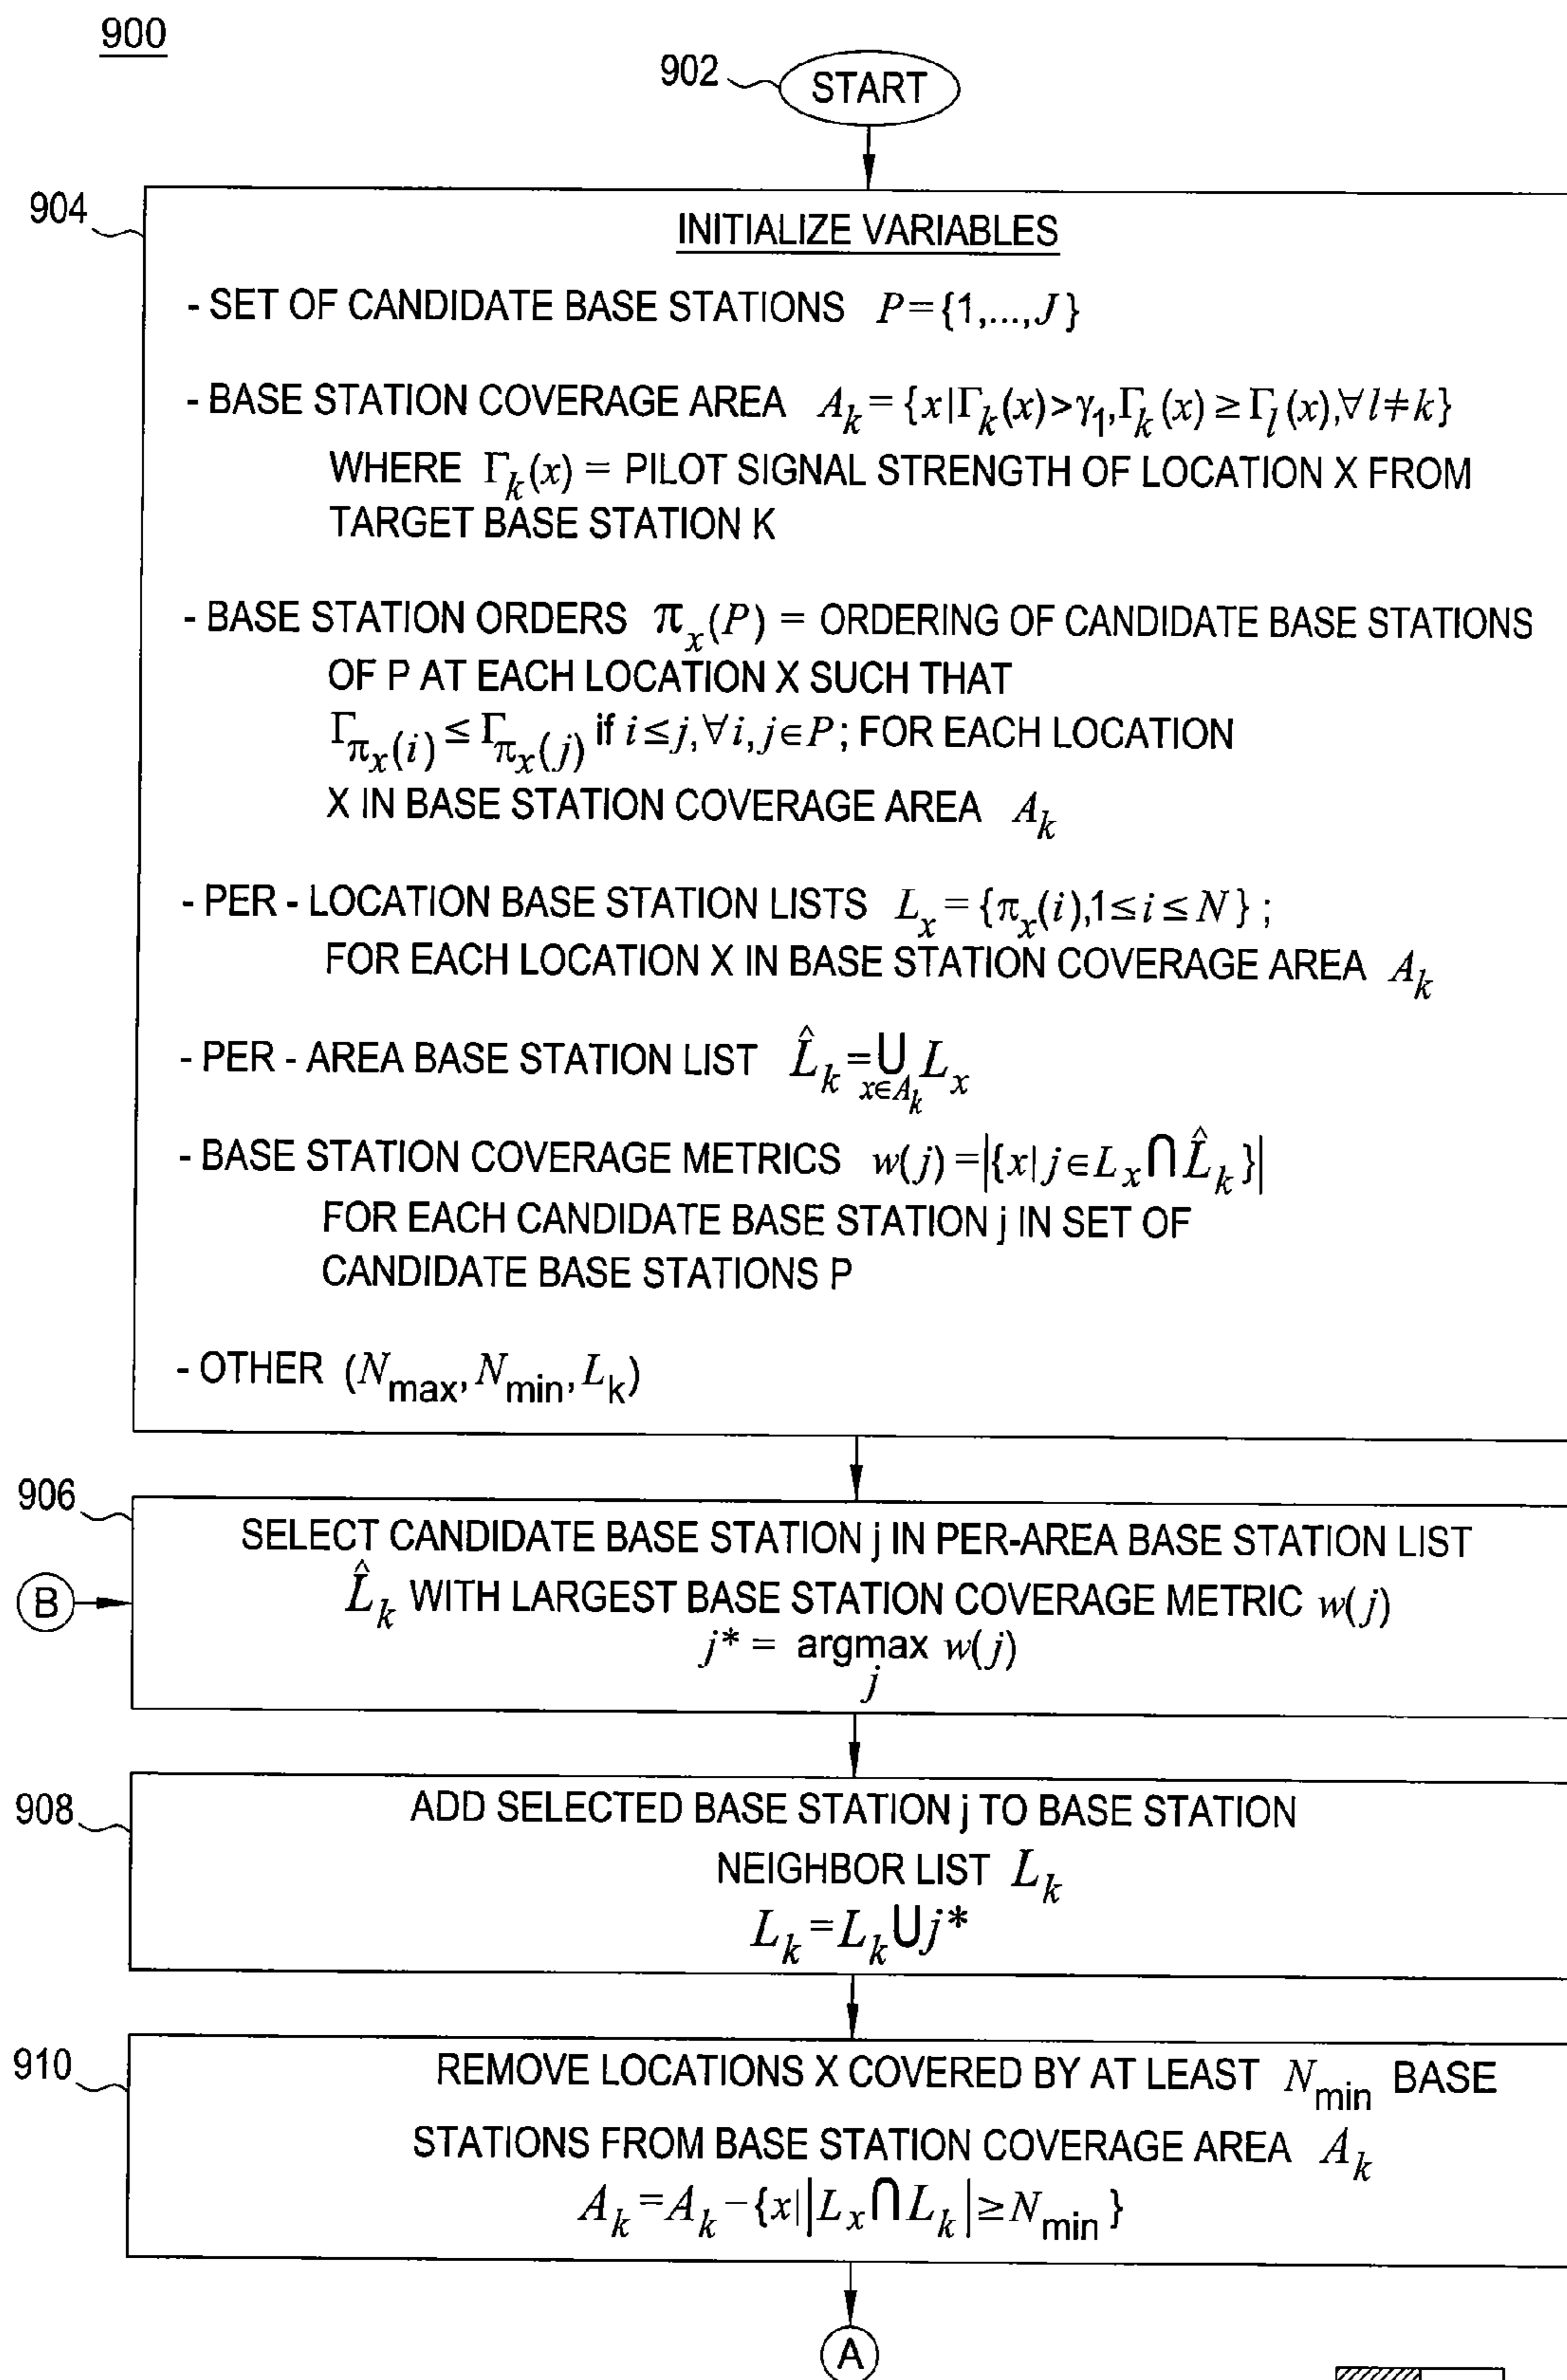 900
902
START
904
INITIALIZE VARIABLES
- SET OF CANDIDATE BASE STATIONS P={1,...,J}
- BASE STATION COVERAGE AREA A_k = {x|Γ_k(x)>γ_1,Γ_k(x) ≥ Γ_l(x),∀l≠k}
WHERE Γ_k(x) = PILOT SIGNAL STRENGTH OF LOCATION X FROM
TARGET BASE STATION K
- BASE STATION ORDERS π_x(P) = ORDERING OF CANDIDATE BASE STATIONS
OF P AT EACH LOCATION X SUCH THAT
Γ_π_x(i) ≤ Γ_π_x(j) if i≤j,∀i,j∈P; FOR EACH LOCATION
X IN BASE STATION COVERAGE AREA A_k
- PER - LOCATION BASE STATION LISTS L_x = {π_x(i),1≤i≤N} ;
FOR EACH LOCATION X IN BASE STATION COVERAGE AREA A_k
- PER - AREA BASE STATION LIST L̂_k = ⋃_{x∈A_k} L_x
- BASE STATION COVERAGE METRICS w(j) = |{x| j∈L_x ⋂ L̂_k}|
FOR EACH CANDIDATE BASE STATION j IN SET OF
CANDIDATE BASE STATIONS P
- OTHER (N_max, N_min, L_k)
906
SELECT CANDIDATE BASE STATION j IN PER-AREA BASE STATION LIST
B
L̂_k WITH LARGEST BASE STATION COVERAGE METRIC w(j)
j* = argmax w(j)
j
908
ADD SELECTED BASE STATION j TO BASE STATION
NEIGHBOR LIST L_k
L_k = L_k ⋃ j*
910
REMOVE LOCATIONS X COVERED BY AT LEAST N_min BASE
STATIONS FROM BASE STATION COVERAGE AREA A_k
A_k = A_k − {x| |L_x ⋂ L_k| ≥ N_min }
A